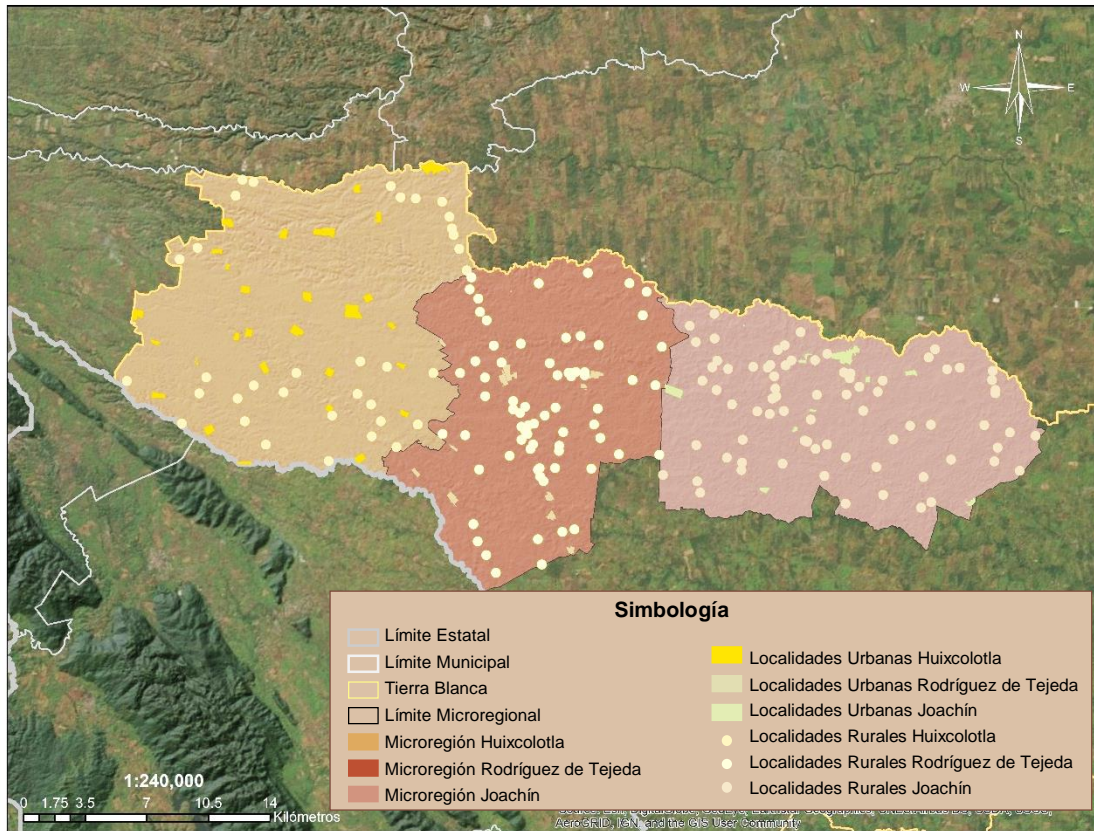 N
W E
S
Simbología
Límite Estatal
Límite Municipal
Tierra Blanca
Límite Microregional
Microregión Huixcolotla
Microregión Rodríguez de Tejeda
Microregión Joachín
Localidades Urbanas Huixcolotla
Localidades Urbanas Rodríguez de Tejeda
Localidades Urbanas Joachín
Localidades Rurales Huixcolotla
Localidades Rurales Rodríguez de Tejeda
Localidades Rurales Joachín
1:240,000
0 1.75 3.5 7 10.5 14
Kilómetros
AeroGRID, IGN, and the GIS User Community